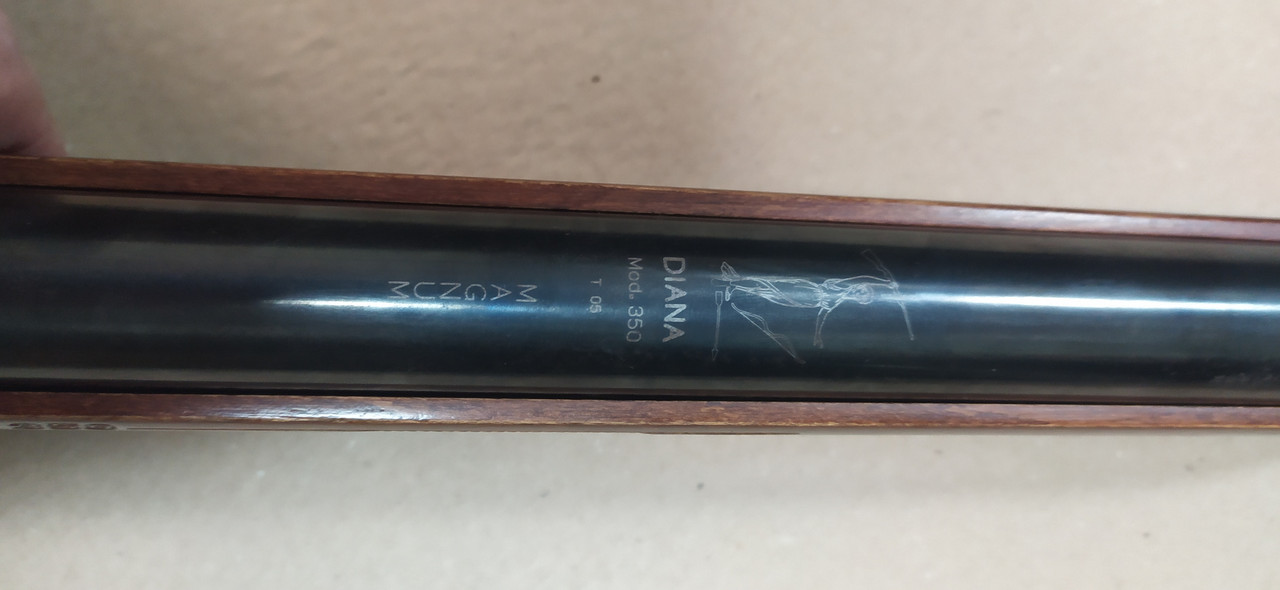 DIANA
Mod. 350
T 05
MAGNUM